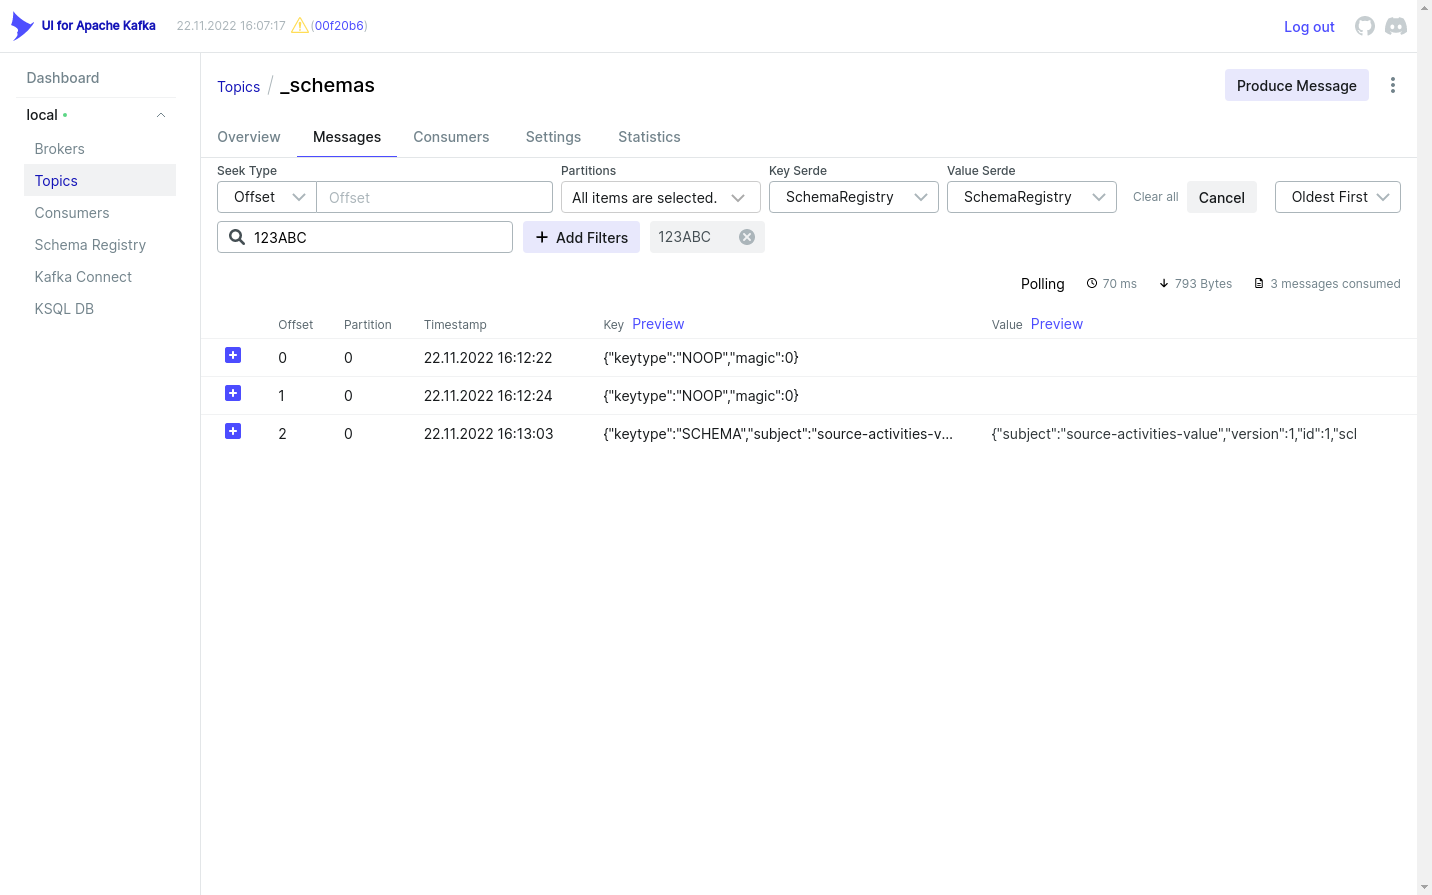 UI for Apache Kafka 22.11.2022 16:07:17 (00f20b6) Log out
Dashboard
local
Brokers
Topics
Consumers
Schema Registry
Kafka Connect
KSQL DB
Topics / _schemas
Produce Message
Overview Messages Consumers Settings Statistics
Seek Type Partitions Key Serde Value Serde
Offset Offset All items are selected. SchemaRegistry SchemaRegistry Clear all Cancel Oldest First
123ABC Add Filters 123ABC
Polling 70 ms 793 Bytes 3 messages consumed
Offset Partition Timestamp Key Preview Value Preview
0 0 22.11.2022 16:12:22 {"keytype":"NOOP","magic":0}
1 0 22.11.2022 16:12:24 {"keytype":"NOOP","magic":0}
2 0 22.11.2022 16:13:03 {"keytype":"SCHEMA","subject":"source-activities-v... {"subject":"source-activities-value","version":1,"id":1,"scl